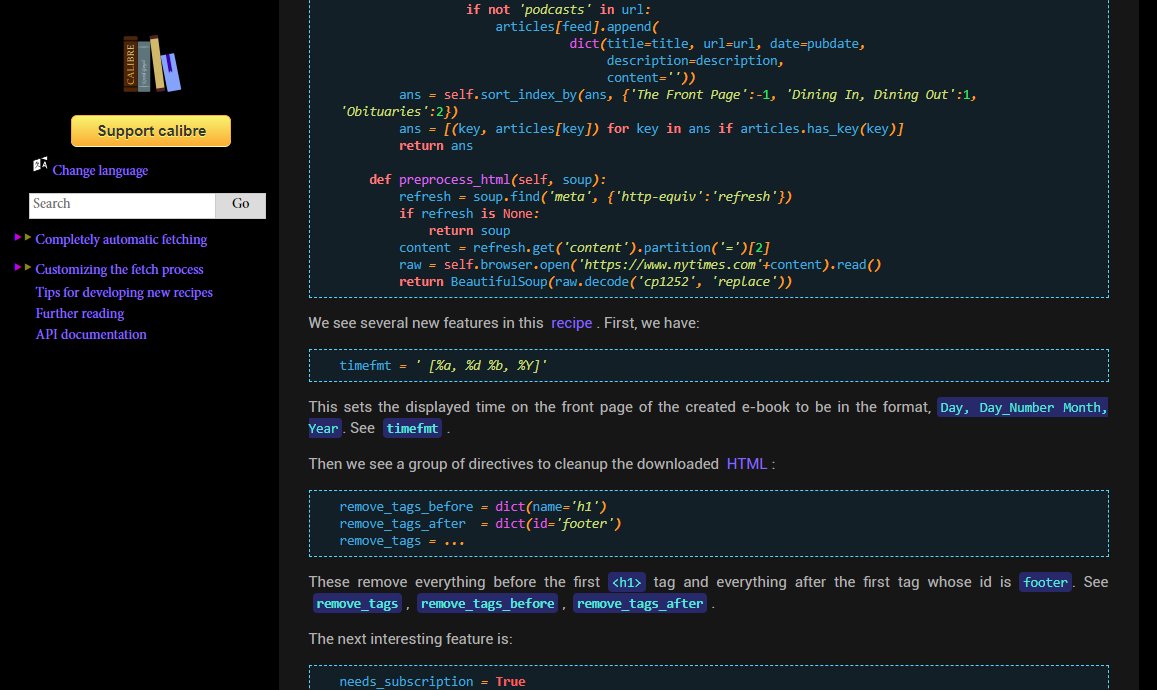 CALIBRE
Support calibre
Change language
Search Go
Completely automatic fetching
Customizing the fetch process
Tips for developing new recipes
Further reading
API documentation
if not 'podcasts' in url:
articles[feed].append(
dict(title=title, url=url, date=pubdate,
description=description,
content=''))
ans = self.sort_index_by(ans, {'The Front Page':-1, 'Dining In, Dining Out':1,
'Obituaries':2})
ans = [(key, articles[key]) for key in ans if articles.has_key(key)]
return ans
def preprocess_html(self, soup):
refresh = soup.find('meta', {'http-equiv':'refresh'})
if refresh is None:
return soup
content = refresh.get('content').partition('=')[2]
raw = self.browser.open('https://www.nytimes.com'+content).read()
return BeautifulSoup(raw.decode('cp1252', 'replace'))
We see several new features in this recipe . First, we have:
timefmt = ' [%a, %d %b, %Y]'
This sets the displayed time on the front page of the created e-book to be in the format, Day, Day_Number Month,
Year . See timefmt .
Then we see a group of directives to cleanup the downloaded HTML :
remove_tags_before = dict(name='h1')
remove_tags_after = dict(id='footer')
remove_tags = ...
These remove everything before the first <h1> tag and everything after the first tag whose id is footer . See
remove_tags , remove_tags_before , remove_tags_after .
The next interesting feature is:
needs_subscription = True